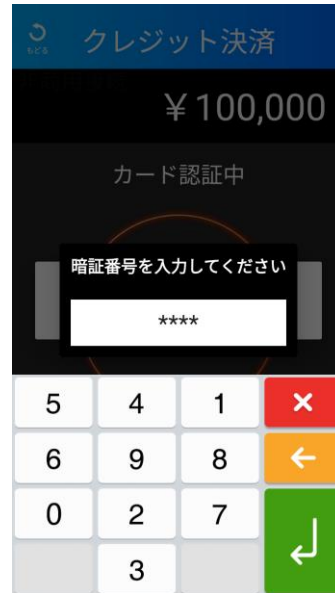 もどる
クレジット決済
¥100,000
カード認証中
暗証番号を入力してください
****
5 4 1
6 9 8
0 2 7
3